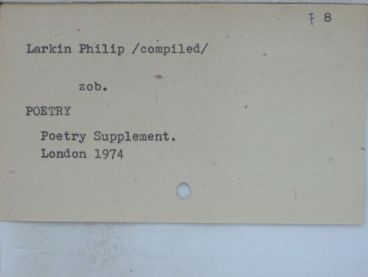 F 8
Larkin Philip /compiled/
zob.
POETRY
Poetry Supplement.
London 1974